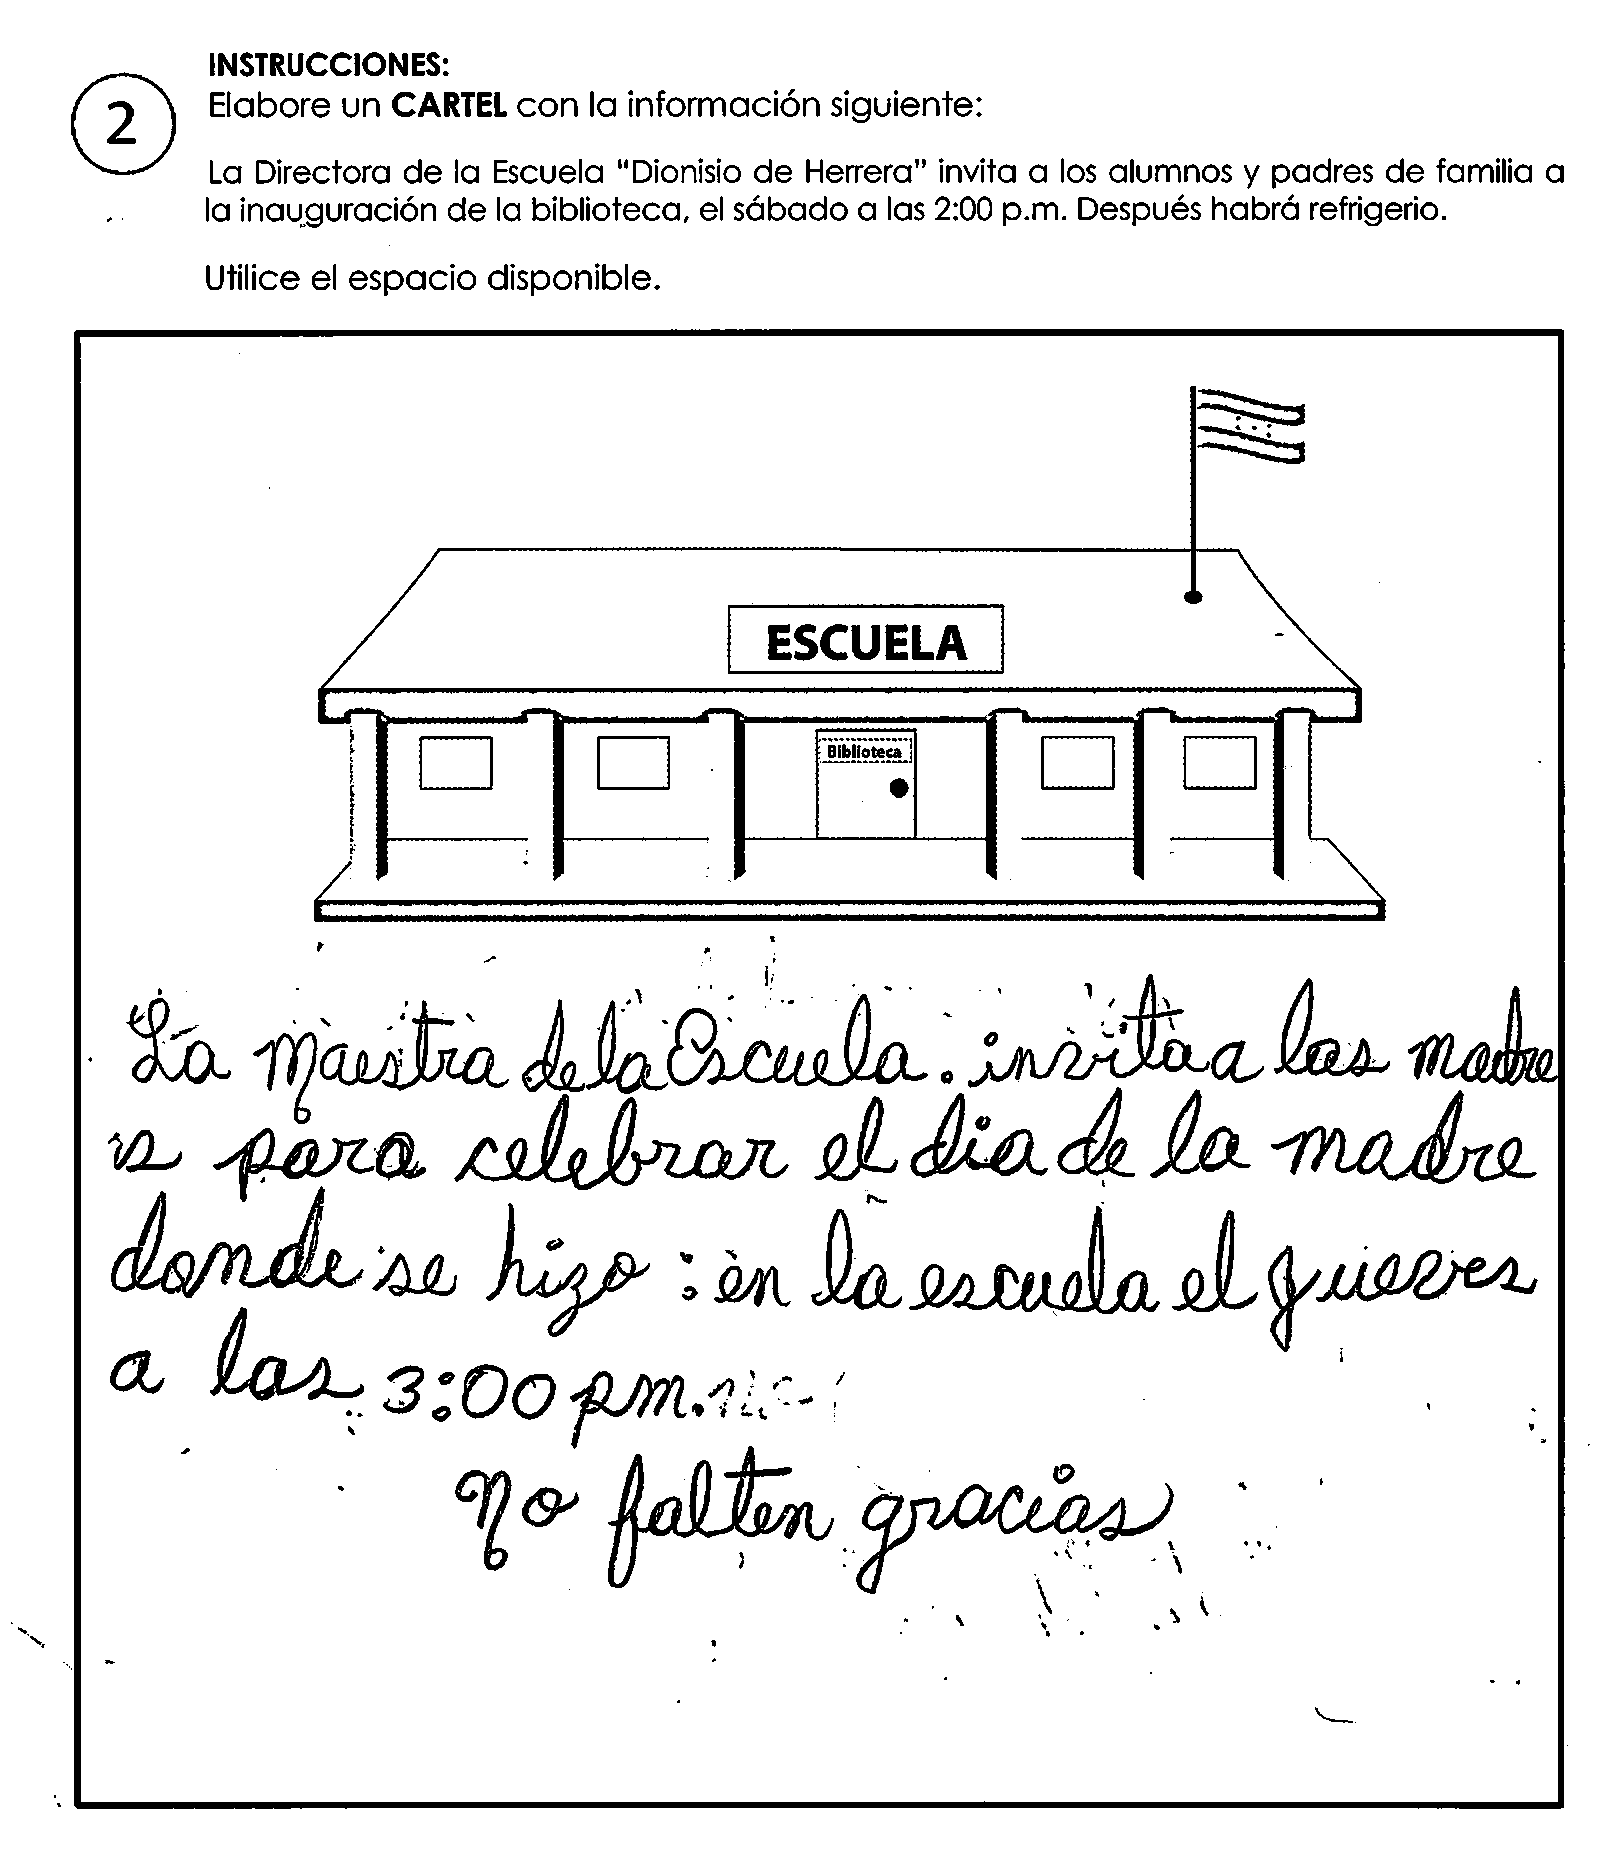 INSTRUCCIONES:
2
Elabore un CARTEL con la información siguiente:
La Directora de la Escuela "Dionisio de Herrera" invita a los alumnos y padres de familia a
la inauguración de la biblioteca, el sábado a las 2:00 p.m. Después habrá refrigerio.
Utilice el espacio disponible.
ESCUELA
Biblioteca
La Maestra de la Escuela. invita a las madre
s para celebrar el dia de la madre
donde se hizo : en la escuela el gueves
a las 3:00 pm.
No falten gracias